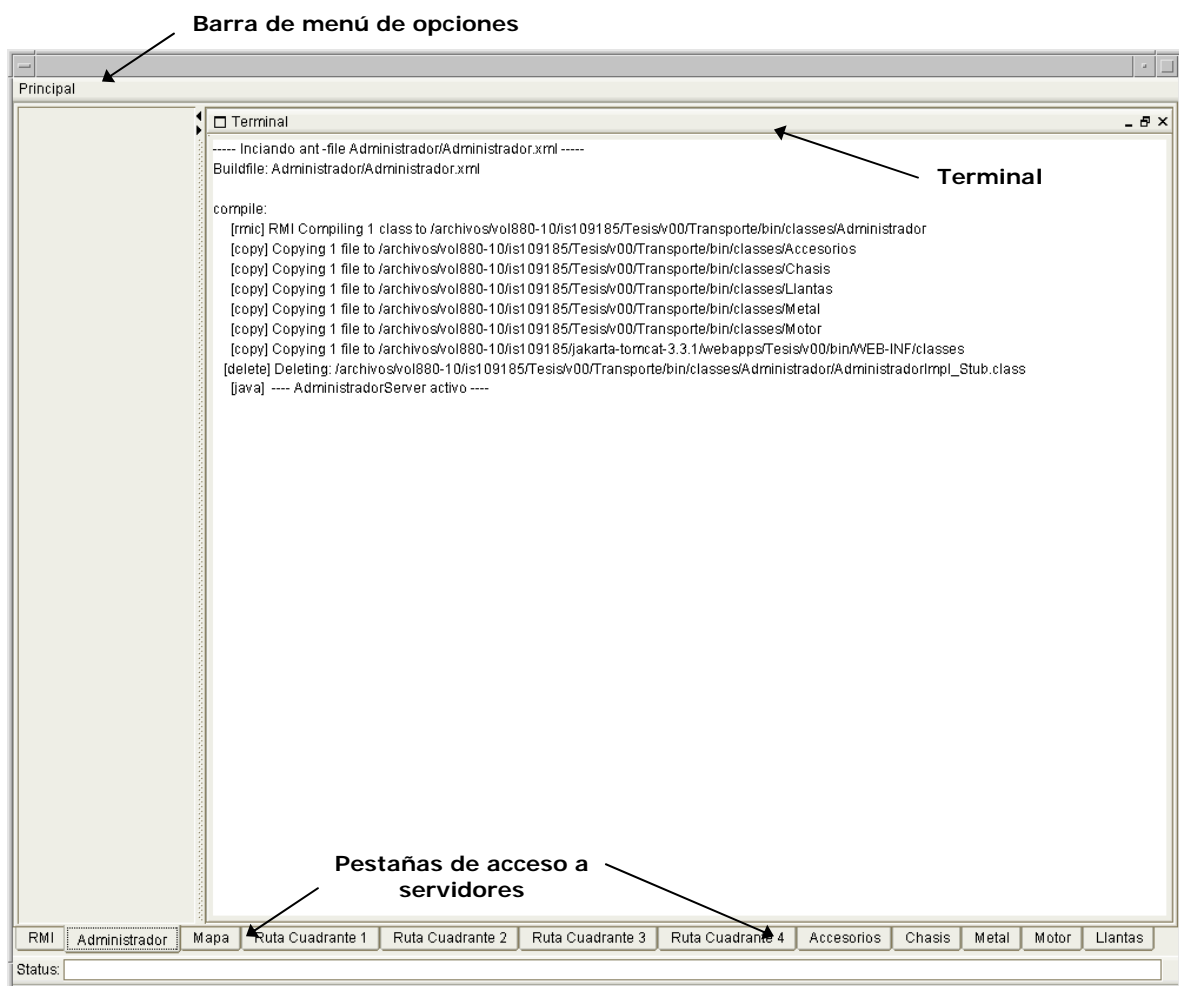 Barra de menú de opciones
Principal
Terminal
----- Inciando ant -file Administrador/Administrador.xml -----
Buildfile: Administrador/Administrador.xml
Terminal
compile:
[rmic] RMI Compiling 1 class to /archivos/vol880-10/is109185/Tesis/v00/Transporte/bin/classes/Administrador
[copy] Copying 1 file to /archivos/vol880-10/is109185/Tesis/v00/Transporte/bin/classes/Accesorios
[copy] Copying 1 file to /archivos/vol880-10/is109185/Tesis/v00/Transporte/bin/classes/Chasis
[copy] Copying 1 file to /archivos/vol880-10/is109185/Tesis/v00/Transporte/bin/classes/Llantas
[copy] Copying 1 file to /archivos/vol880-10/is109185/Tesis/v00/Transporte/bin/classes/Metal
[copy] Copying 1 file to /archivos/vol880-10/is109185/Tesis/v00/Transporte/bin/classes/Motor
[copy] Copying 1 file to /archivos/vol880-10/is109185/jakarta-tomcat-3.3.1/webapps/Tesis/v00/bin/WEB-INF/classes
[delete] Deleting: /archivos/vol880-10/is109185/Tesis/v00/Transporte/bin/classes/Administrador/AdministradorImpl_Stub.class
[java] ---- AdministradorServer activo ----
Pestañas de acceso a
servidores
RMI Administrador Mapa Ruta Cuadrante 1 Ruta Cuadrante 2 Ruta Cuadrante 3 Ruta Cuadrante 4 Accesorios Chasis Metal Motor Llantas
Status: